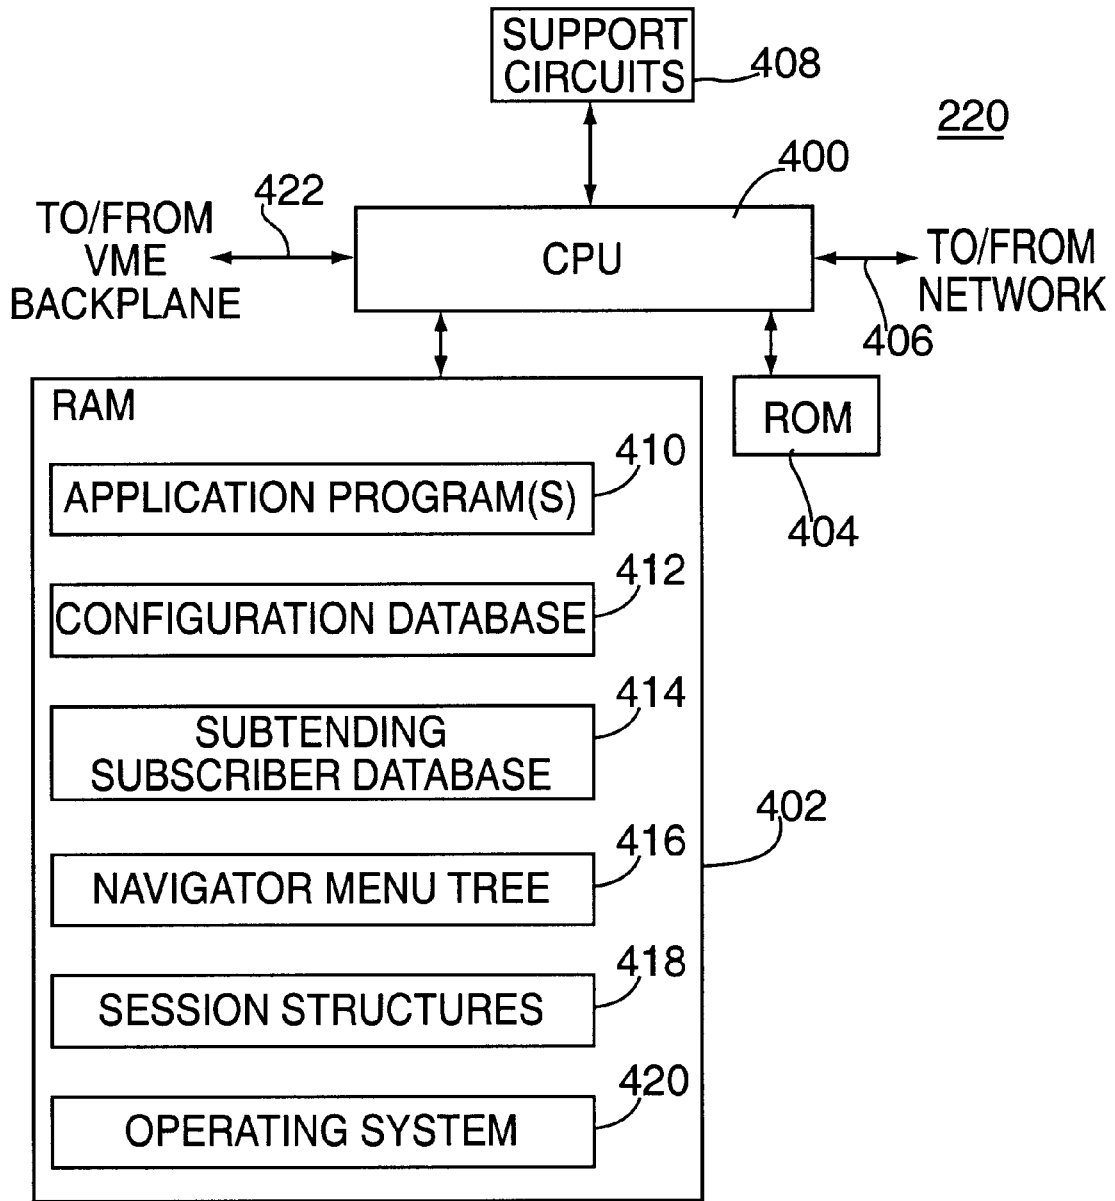 SUPPORT
CIRCUITS
408
220
400
422
TO/FROM
VME
BACKPLANE
CPU
TO/FROM
NETWORK
406
RAM
ROM
404
410
APPLICATION PROGRAM(S)
412
CONFIGURATION DATABASE
414
SUBTENDING
SUBSCRIBER DATABASE
402
416
NAVIGATOR MENU TREE
418
SESSION STRUCTURES
420
OPERATING SYSTEM